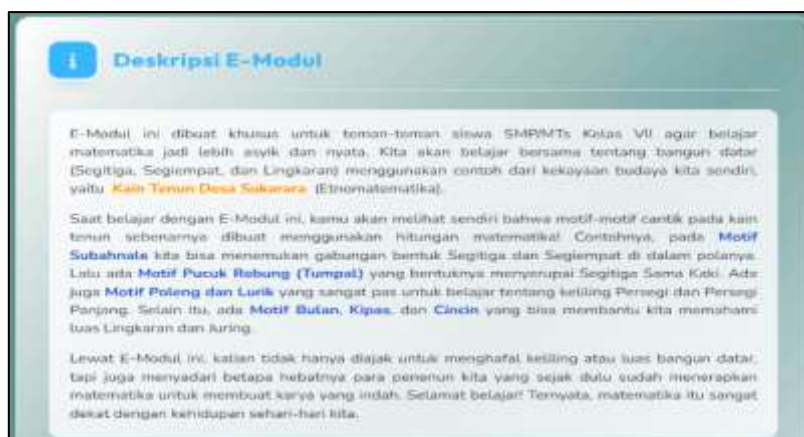 i
Deskripsi E-Modul
E-Modul ini dibuat khusus untuk teman-teman siswa SMP/MTs Kelas VII agar belajar
matematika jadi lebih asyik dan nyata. Kita akan belajar bersama tentang bangun datar
(Segitiga, Segiempat, dan Lingkaran) menggunakan contoh dari kekayaan budaya kita sendiri,
yaitu Kain Tenun Desa Sukarara (Etnomatematika).
Saat belajar dengan E-Modul ini, kamu akan melihat sendiri bahwa motif-motif cantik pada kain
tenun sebenarnya dibuat menggunakan hitungan matematika! Contohnya, pada Motif
Subahnale kita bisa menemukan gabungan bentuk Segitiga dan Segiempat di dalam polanya.
Lalu ada Motif Pucuk Rebung (Tumpal) yang bentuknya menyerupai Segitiga Sama Kaki. Ada
juga Motif Poleng dan Lurik yang sangat pas untuk belajar tentang keliling Persegi dan Persegi
Panjang. Selain itu, ada Motif Bulan, Kipas, dan Cincin yang bisa membantu kita memahami
luas Lingkaran dan Juring.
Lewat E-Modul ini, kalian tidak hanya diajak untuk menghafal keliling atau luas bangun datar,
tapi juga menyadari betapa hebatnya para penenun kita yang sejak dulu sudah menerapkan
matematika untuk membuat karya yang indah. Selamat belajar! Ternyata, matematika itu sangat
dekat dengan kehidupan sehari-hari kita.